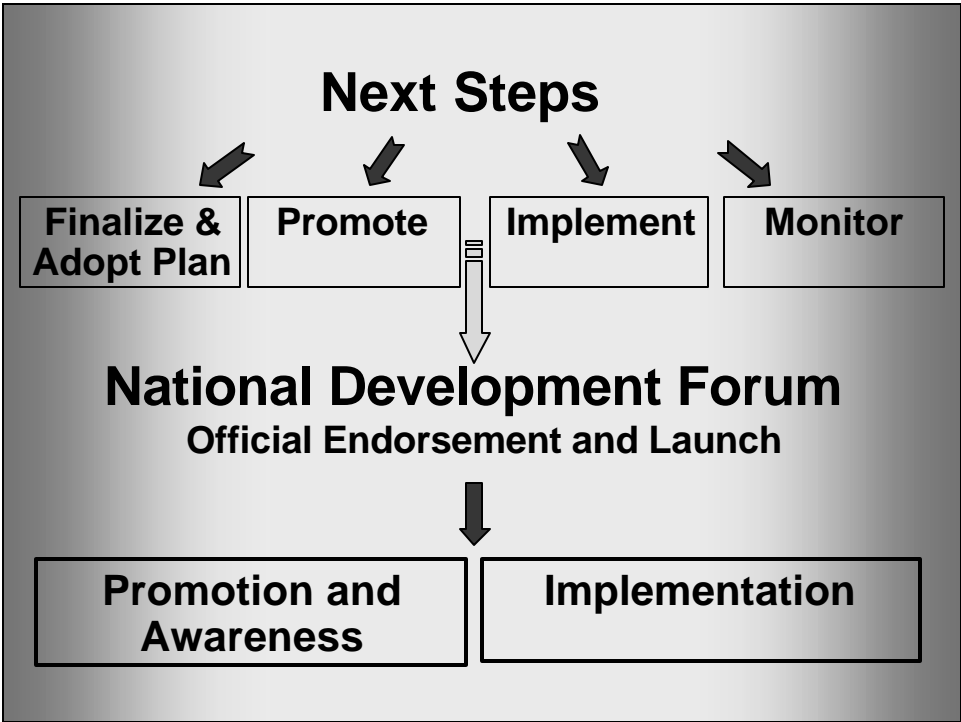 Next Steps
Finalize &
Adopt Plan
Promote
Implement
Monitor
National Development Forum
Official Endorsement and Launch
Promotion and
Awareness
Implementation